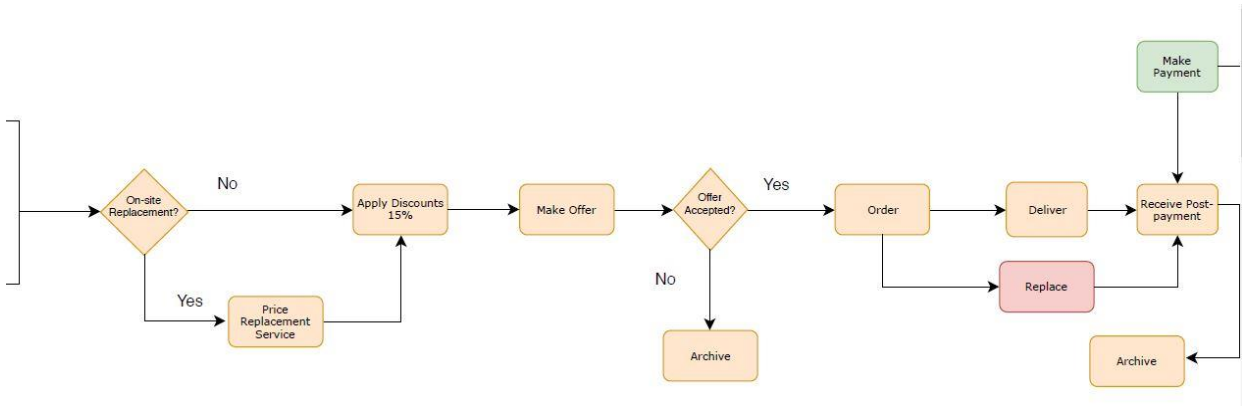 Make
Payment
On-site
Replacement?
No
Apply Discounts
15%
Make Offer
Offer
Accepted?
Yes
Order
Deliver
Receive Post-
payment
Yes
Price
Replacement
Service
No
Replace
Archive
Archive